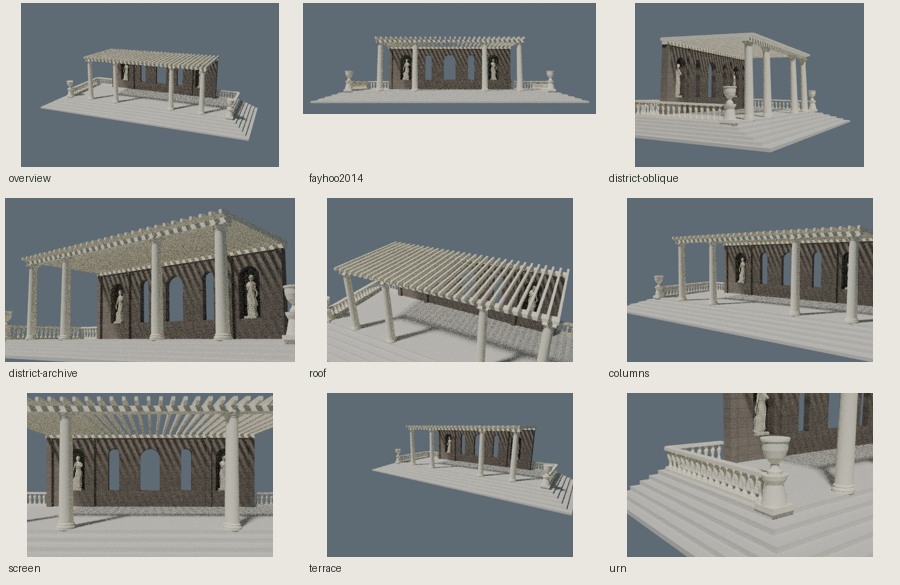 overview
fayhoo2014
district-oblique
district-archive
roof
columns
screen
terrace
urn